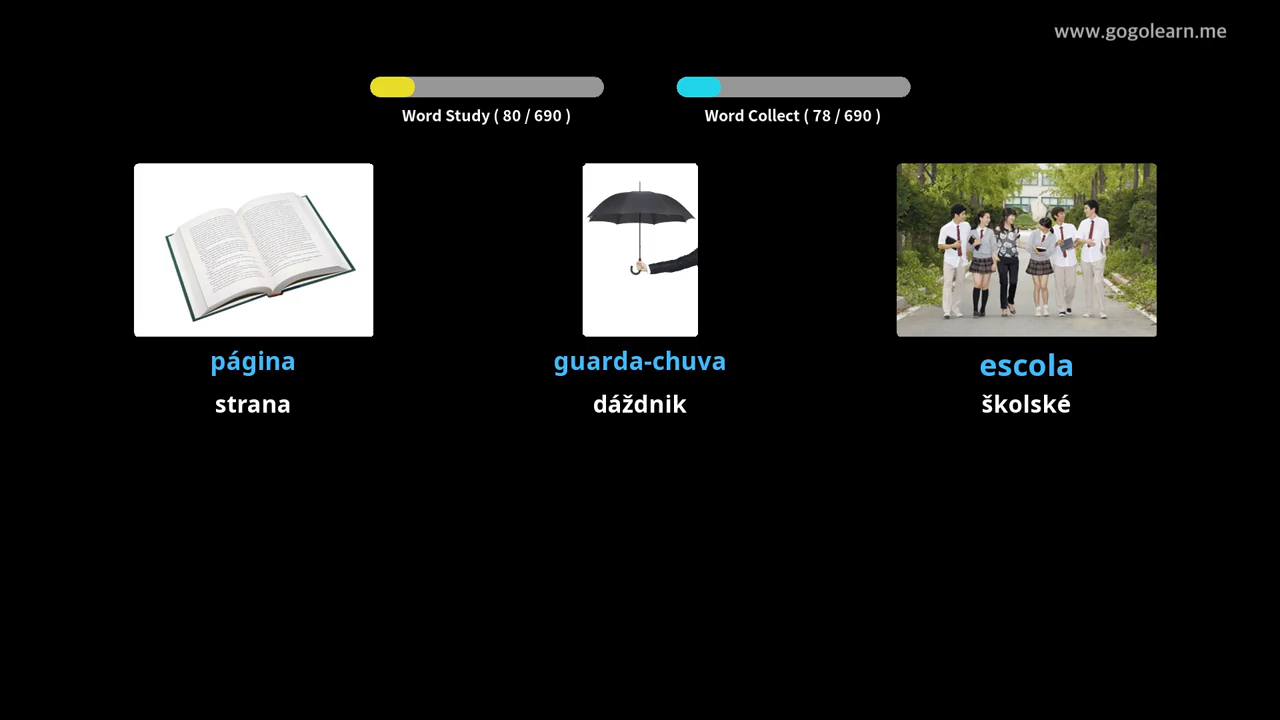 www.gogolearn.me
Word Study ( 80 / 690 )
Word Collect ( 78 / 690 )
página
guarda-chuva
escola
strana
dáždnik
školské